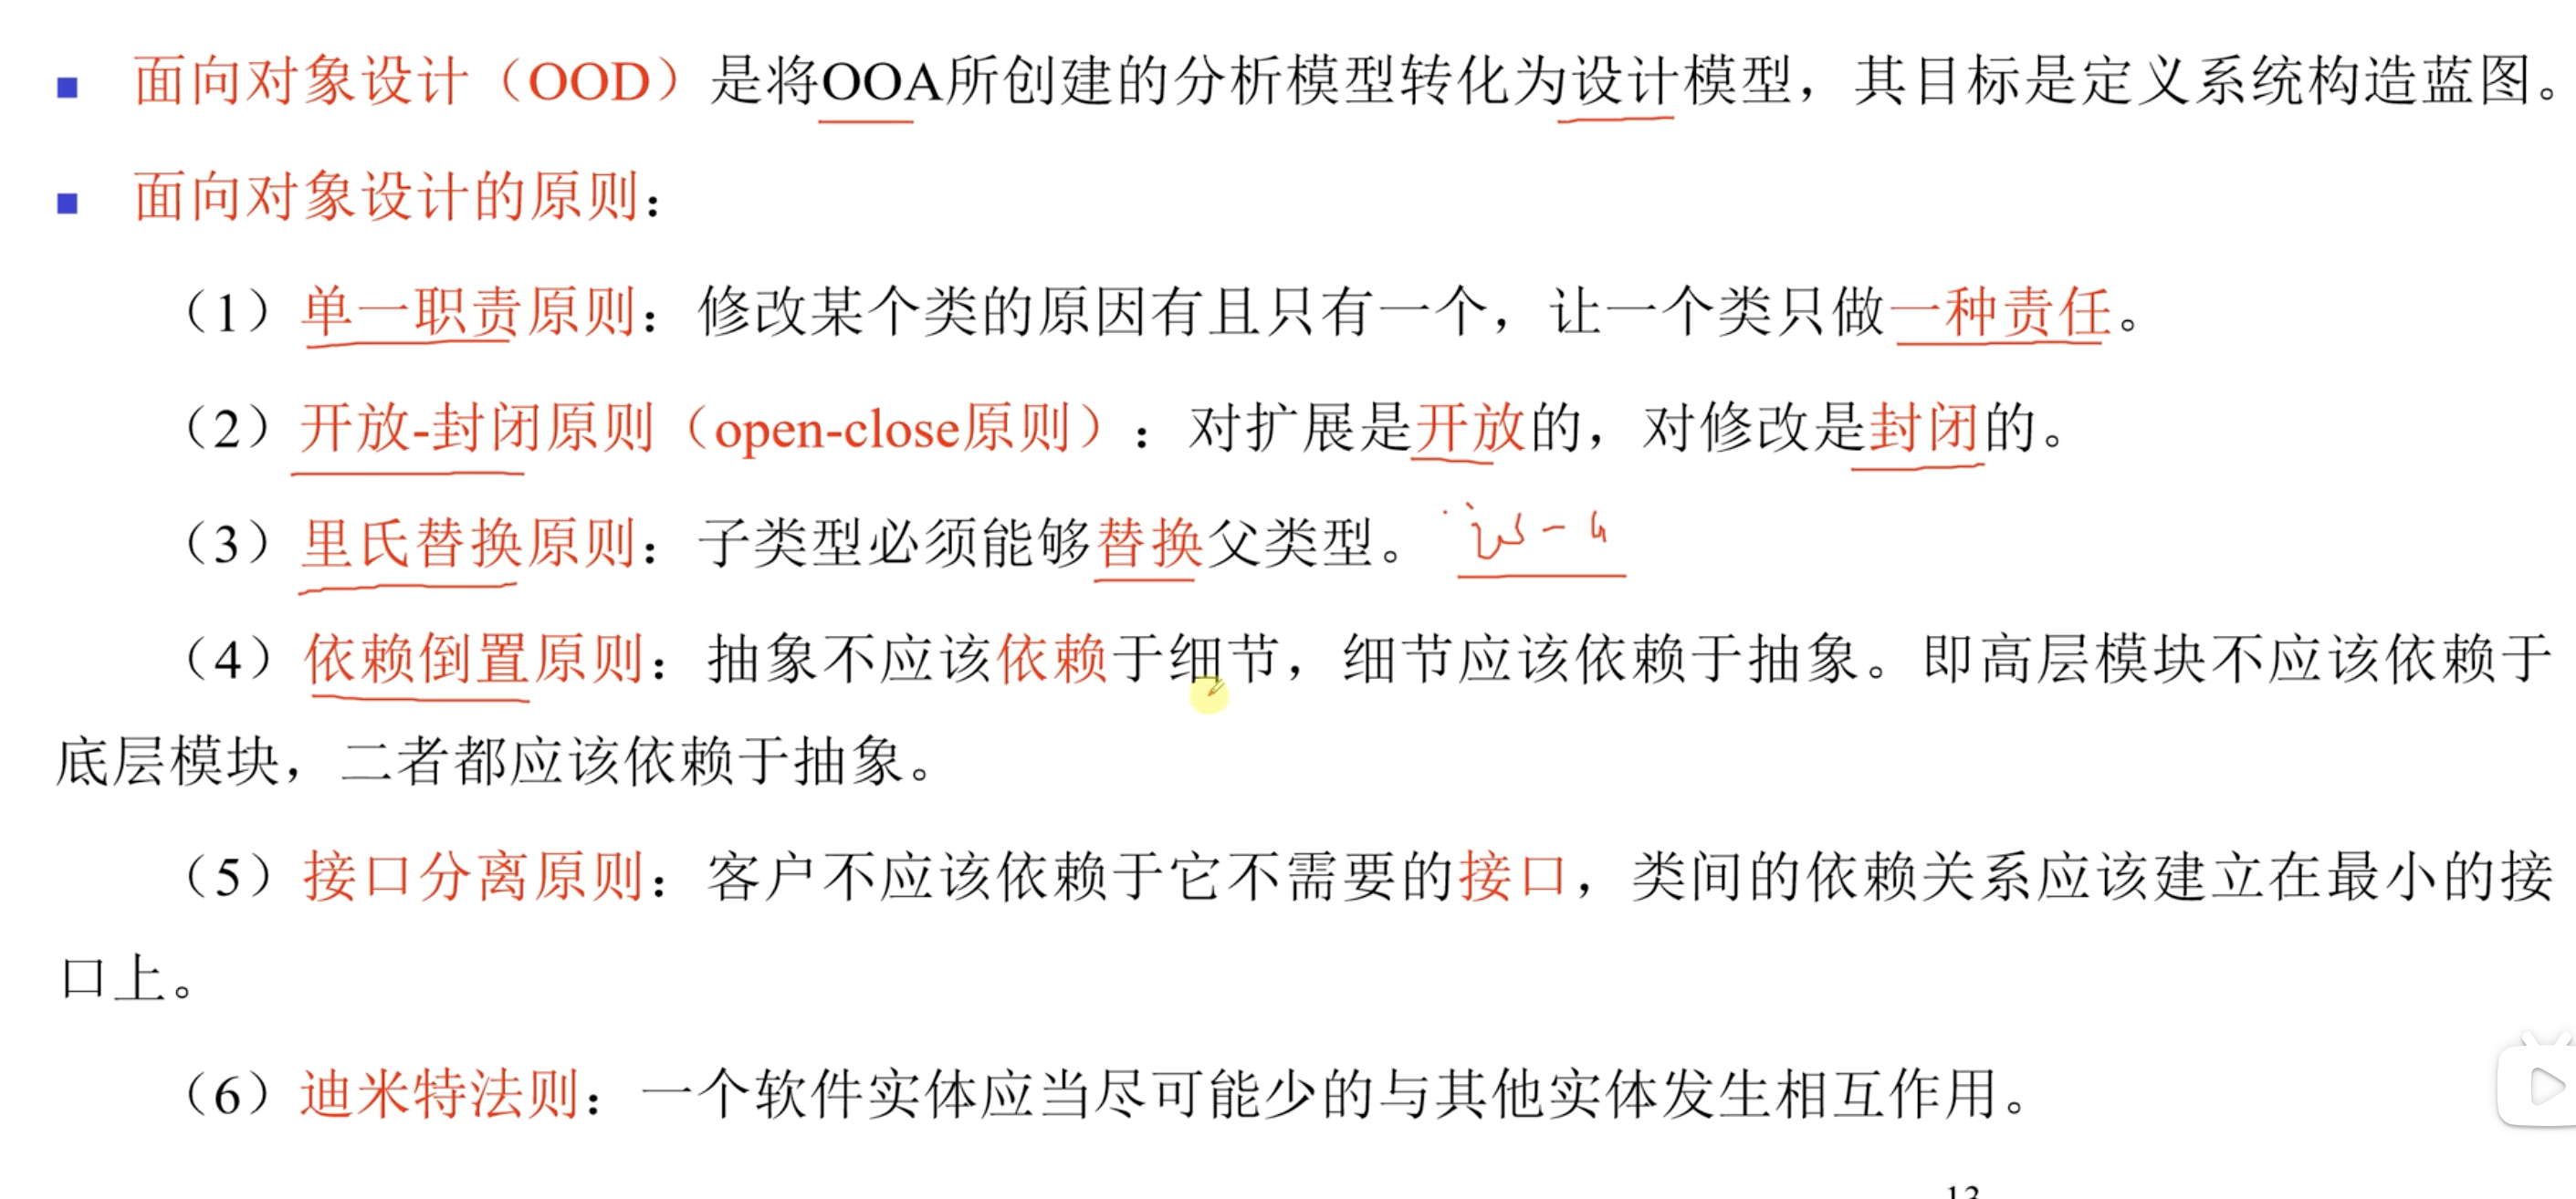 面向对象设计（OOD）是将OOA所创建的分析模型转化为设计模型，其目标是定义系统构造蓝图。
面向对象设计的原则：
（1）单一职责原则：修改某个类的原因有且只有一个，让一个类只做一种责任。
（2）开放-封闭原则（open-close原则）：对扩展是开放的，对修改是封闭的。
（3）里氏替换原则：子类型必须能够替换父类型。 is-a
（4）依赖倒置原则：抽象不应该依赖于细节，细节应该依赖于抽象。即高层模块不应该依赖于
底层模块，二者都应该依赖于抽象。
（5）接口分离原则：客户不应该依赖于它不需要的接口，类间的依赖关系应该建立在最小的接
口上。
（6）迪米特法则：一个软件实体应当尽可能少的与其他实体发生相互作用。
13